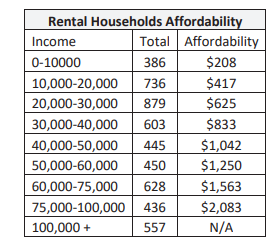 Rental Households Affordability
Income Total Affordability
0-10000 386 $208
10,000-20,000 736 $417
20,000-30,000 879 $625
30,000-40,000 603 $833
40,000-50,000 445 $1,042
50,000-60,000 450 $1,250
60,000-75,000 628 $1,563
75,000-100,000 436 $2,083
100,000 + 557 N/A